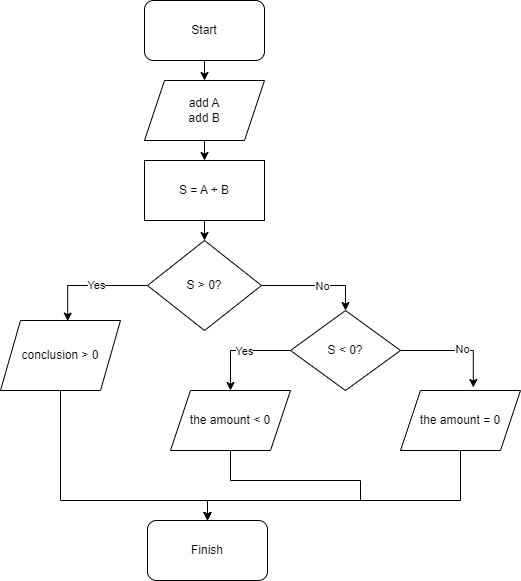 Start
add A
add B
S = A + B
S > 0?
Yes
No
conclusion > 0
S < 0?
Yes
No
the amount < 0
the amount = 0
Finish